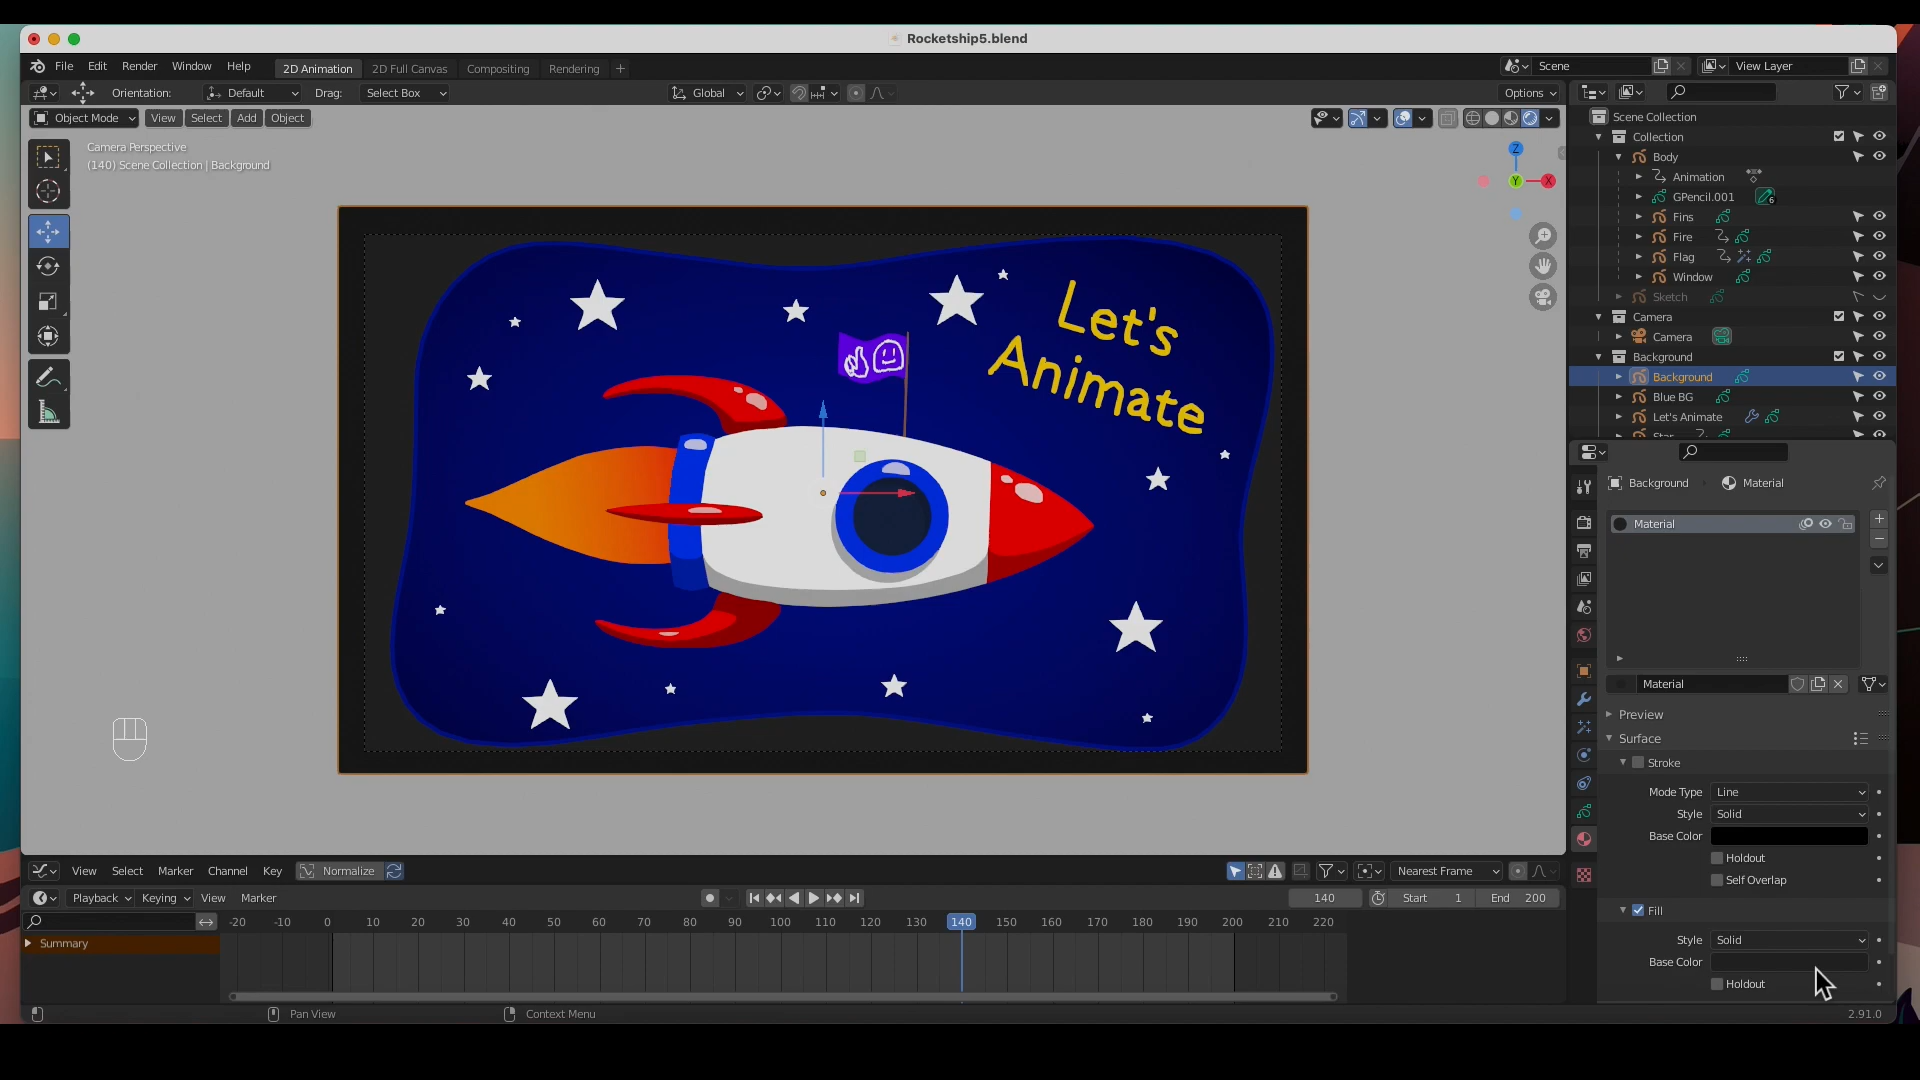 Rocketship5.blend
File Edit Render Window Help 2D Animation 2D Full Canvas Compositing Rendering + Scene View Layer
Orientation: Default Drag: Select Box Global Options
Object Mode View Select Add Object
Camera Perspective
(140) Scene Collection | Background
Z
Y X
Let's
Animate
Scene Collection
Collection
Body
Animation
GPencil.001 6
Fins
Fire
Flag
Window
Sketch
Camera
Camera
Background
Background
Blue BG
Let's Animate
Star
Background Material
Material
Material
Preview
Surface
Stroke
Mode Type Line
Style Solid
Base Color
Holdout
Self Overlap
Fill
Style Solid
Base Color
Holdout
View Select Marker Channel Key Normalize Nearest Frame
Playback Keying View Marker 140 Start 1 End 200
-20 -10 0 10 20 30 40 50 60 70 80 90 100 110 120 130 140 150 160 170 180 190 200 210 220
Summary
Pan View Context Menu 2.91.0